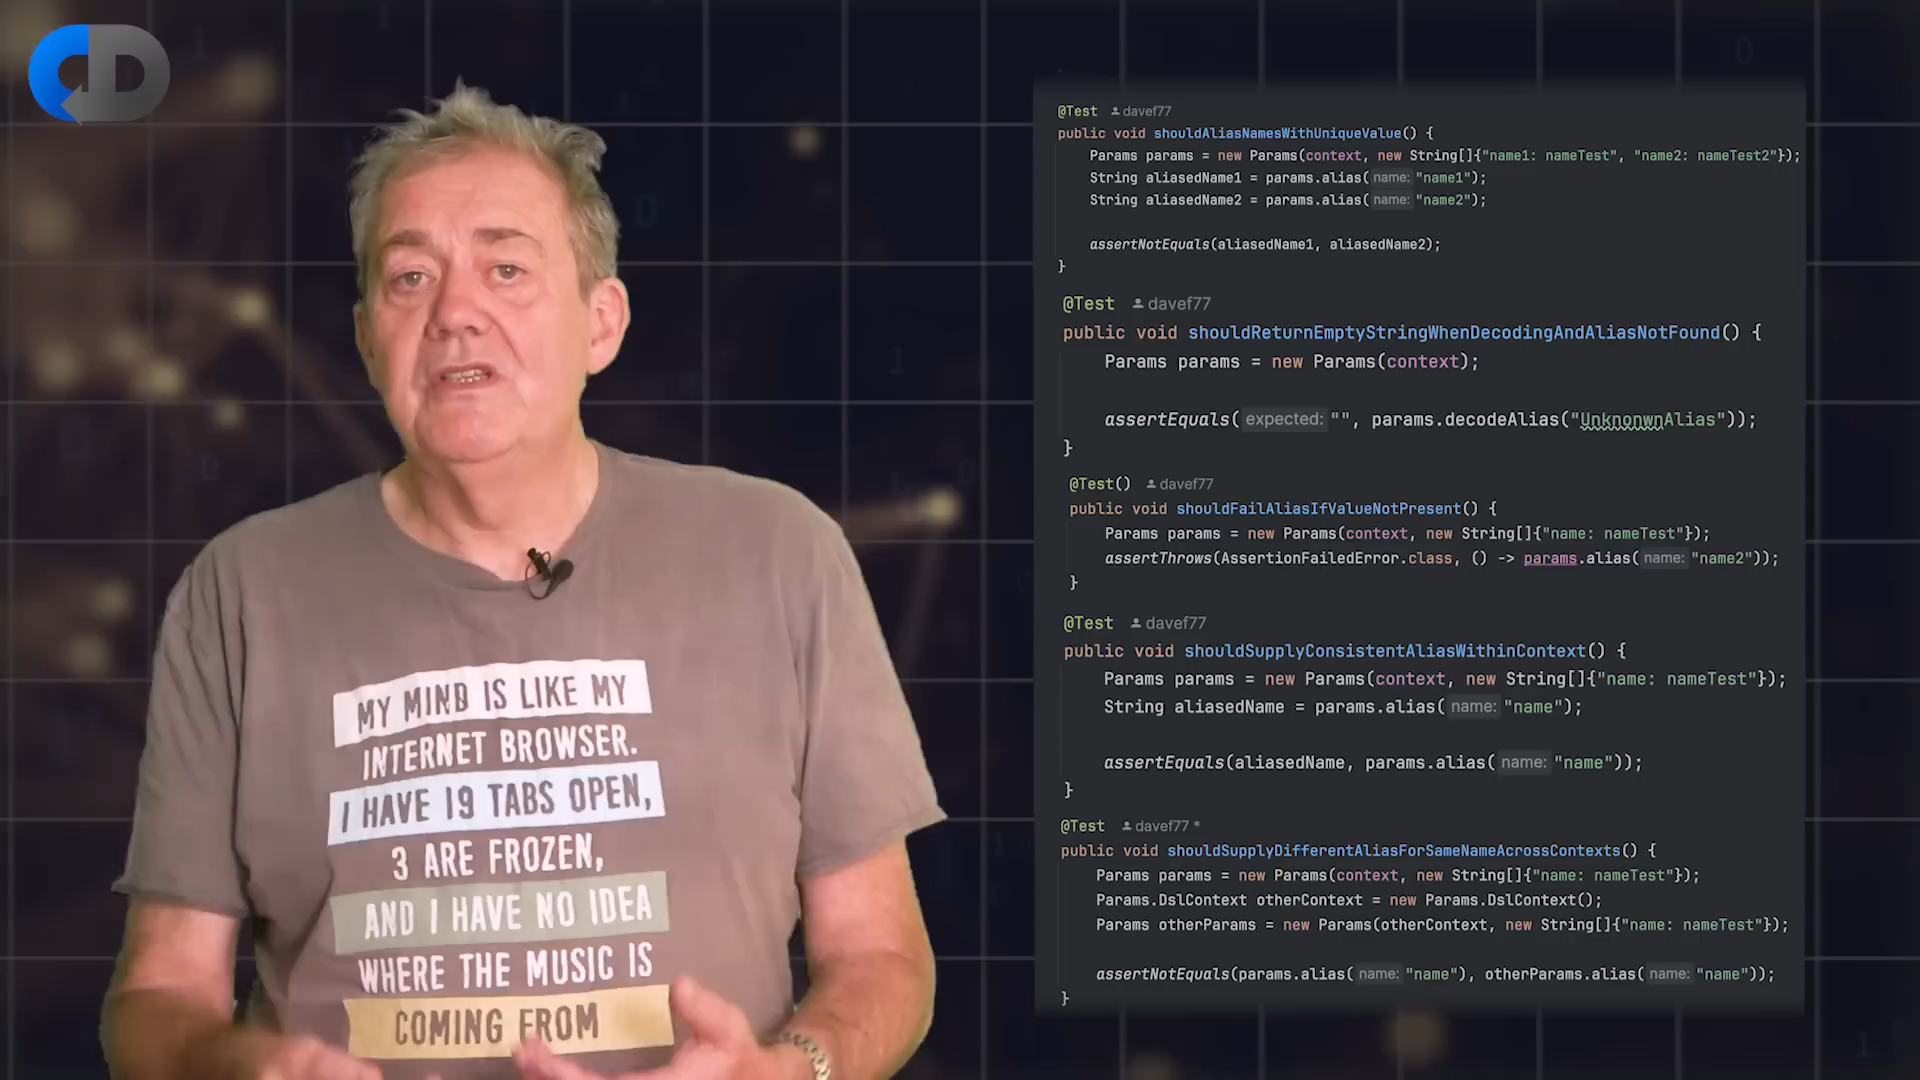 CD
MY MIND IS LIKE MY
INTERNET BROWSER.
I HAVE 19 TABS OPEN,
3 ARE FROZEN,
AND I HAVE NO IDEA
WHERE THE MUSIC IS
COMING FROM
@Test davef77
public void shouldAliasNamesWithUniqueValue() {
Params params = new Params(context, new String[]{"name1: nameTest", "name2: nameTest2"});
String aliasedName1 = params.alias( name: "name1");
String aliasedName2 = params.alias( name: "name2");
assertNotEquals(aliasedName1, aliasedName2);
}
@Test davef77
public void shouldReturnEmptyStringWhenDecodingAndAliasNotFound() {
Params params = new Params(context);
assertEquals( expected: "", params.decodeAlias("UnknonwnAlias"));
}
@Test() davef77
public void shouldFailAliasIfValueNotPresent() {
Params params = new Params(context, new String[]{"name: nameTest"});
assertThrows(AssertionFailedError.class, () -> params.alias( name: "name2"));
}
@Test davef77
public void shouldSupplyConsistentAliasWithinContext() {
Params params = new Params(context, new String[]{"name: nameTest"});
String aliasedName = params.alias( name: "name");
assertEquals(aliasedName, params.alias( name: "name"));
}
@Test davef77 *
public void shouldSupplyDifferentAliasForSameNameAcrossContexts() {
Params params = new Params(context, new String[]{"name: nameTest"});
Params.DslContext otherContext = new Params.DslContext();
Params otherParams = new Params(otherContext, new String[]{"name: nameTest"});
assertNotEquals(params.alias( name: "name"), otherParams.alias( name: "name"));
}